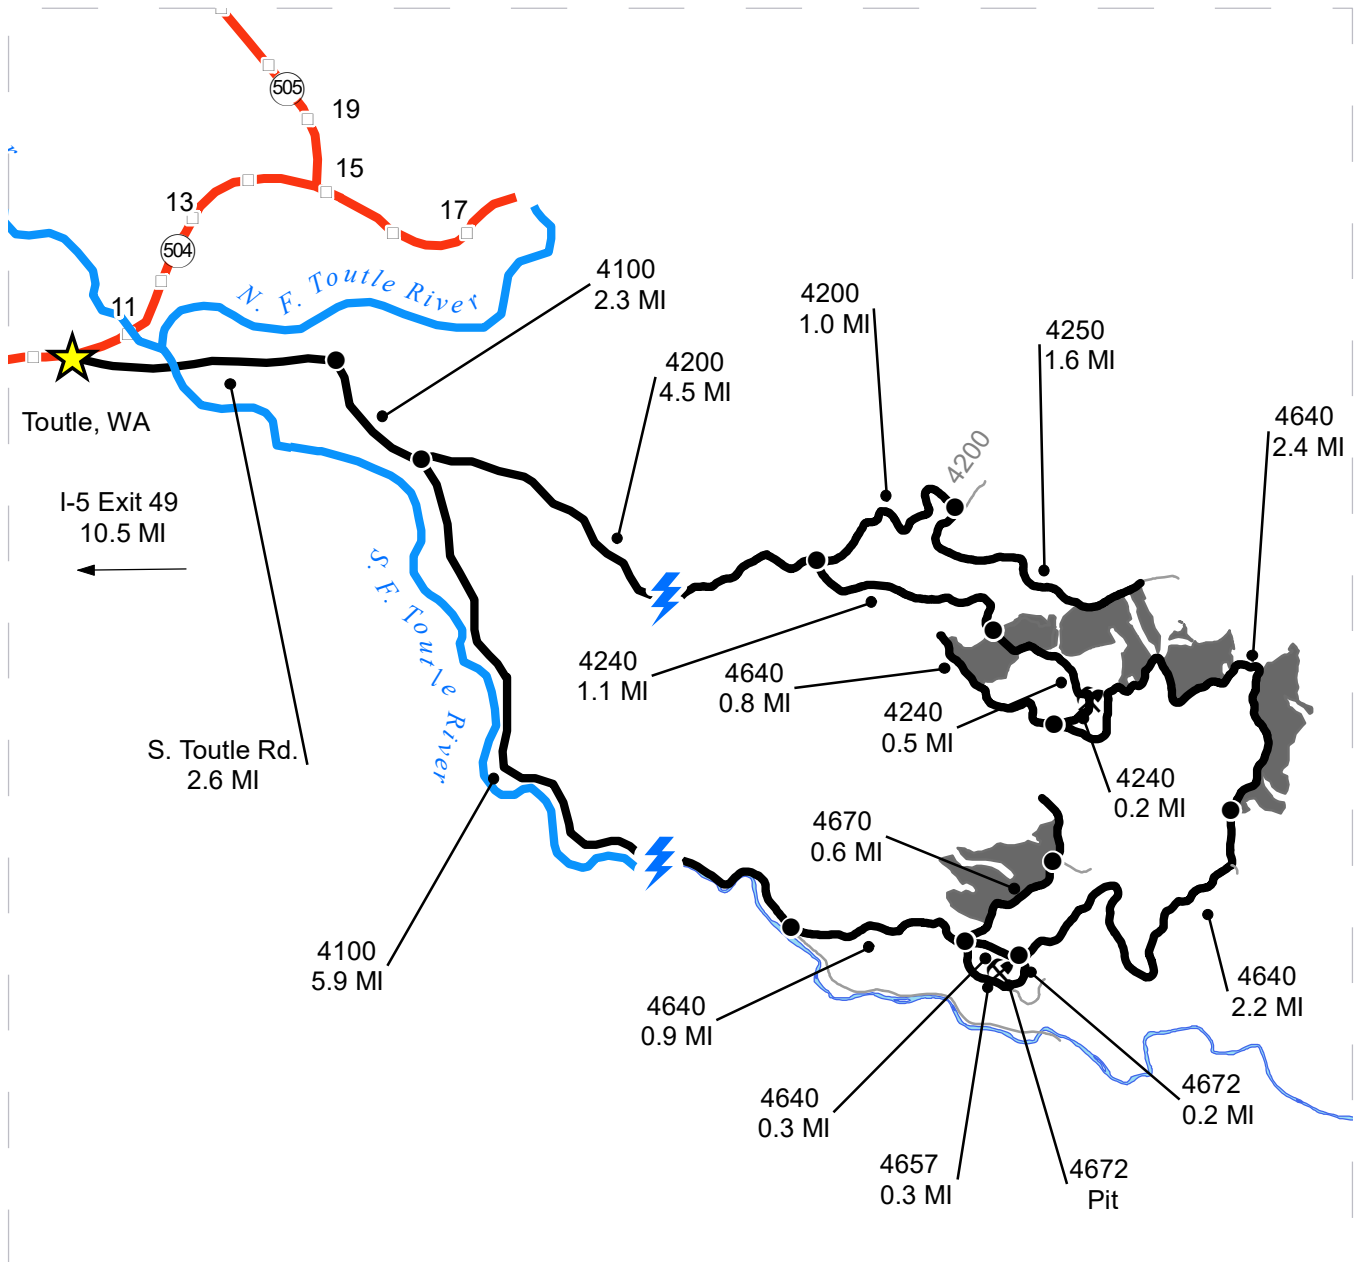 505
19
15
13
17
504
N. F. Toutle River
11
4100
2.3 MI
4200
1.0 MI
4250
1.6 MI
4200
4.5 MI
4640
2.4 MI
Toutle, WA
4200
I-5 Exit 49
10.5 MI
S. F. Toutle River
4240
1.1 MI
4640
0.8 MI
4240
0.5 MI
S. Toutle Rd.
2.6 MI
4240
0.2 MI
4670
0.6 MI
4100
5.9 MI
4640
0.9 MI
4640
2.2 MI
4640
0.3 MI
4672
0.2 MI
4657
0.3 MI
4672
Pit